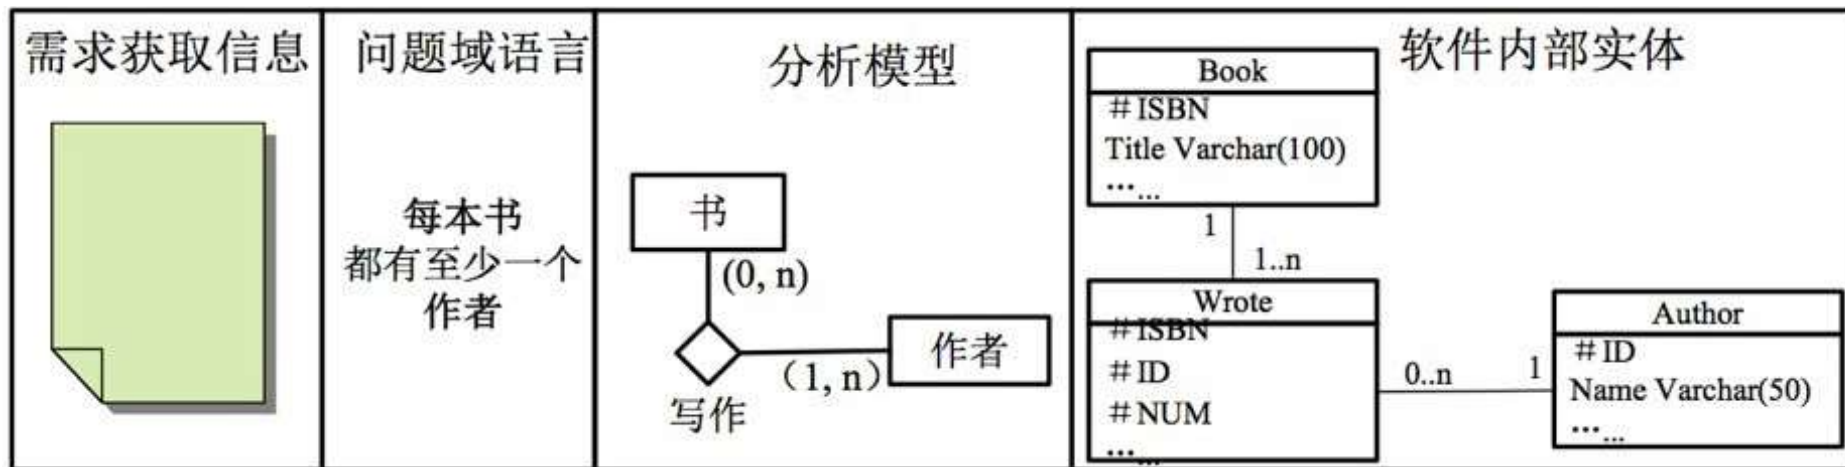 需求获取信息
问题域语言
每本书
都有至少一个
作者
分析模型
书
(0, n)
(1, n)
作者
写作
软件内部实体
Book
#ISBN
Title Varchar(100)
......
1
1..n
Wrote
#ISBN
#ID
#NUM
......
0..n
1
Author
#ID
Name Varchar(50)
......